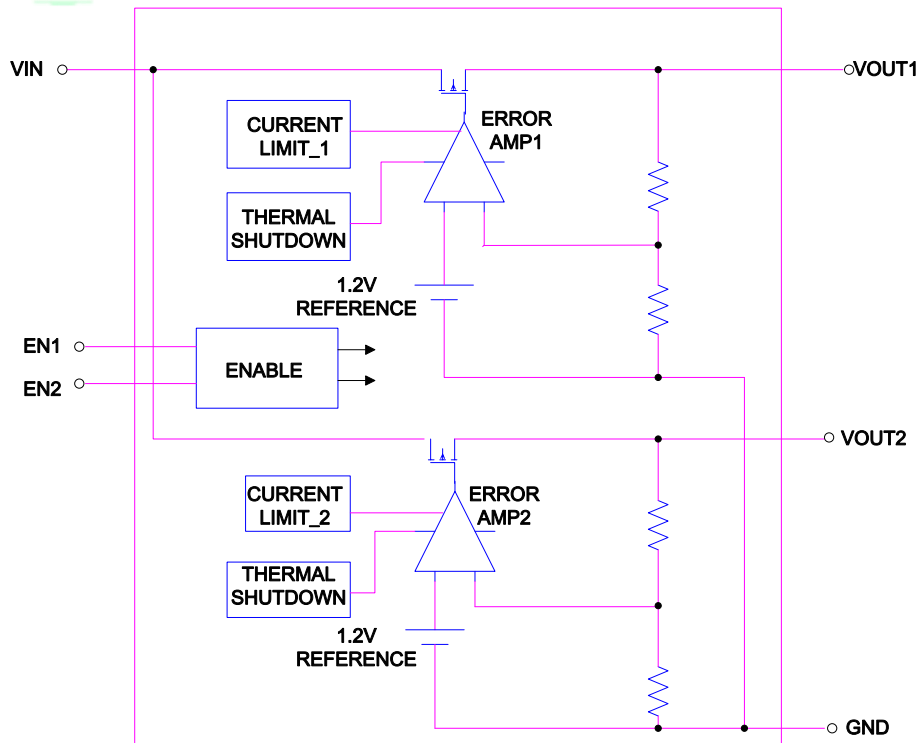 VIN
VOUT1
CURRENT
LIMIT_1
ERROR
AMP1
THERMAL
SHUTDOWN
1.2V
REFERENCE
EN1
EN2
ENABLE
VOUT2
CURRENT
LIMIT_2
ERROR
AMP2
THERMAL
SHUTDOWN
1.2V
REFERENCE
GND